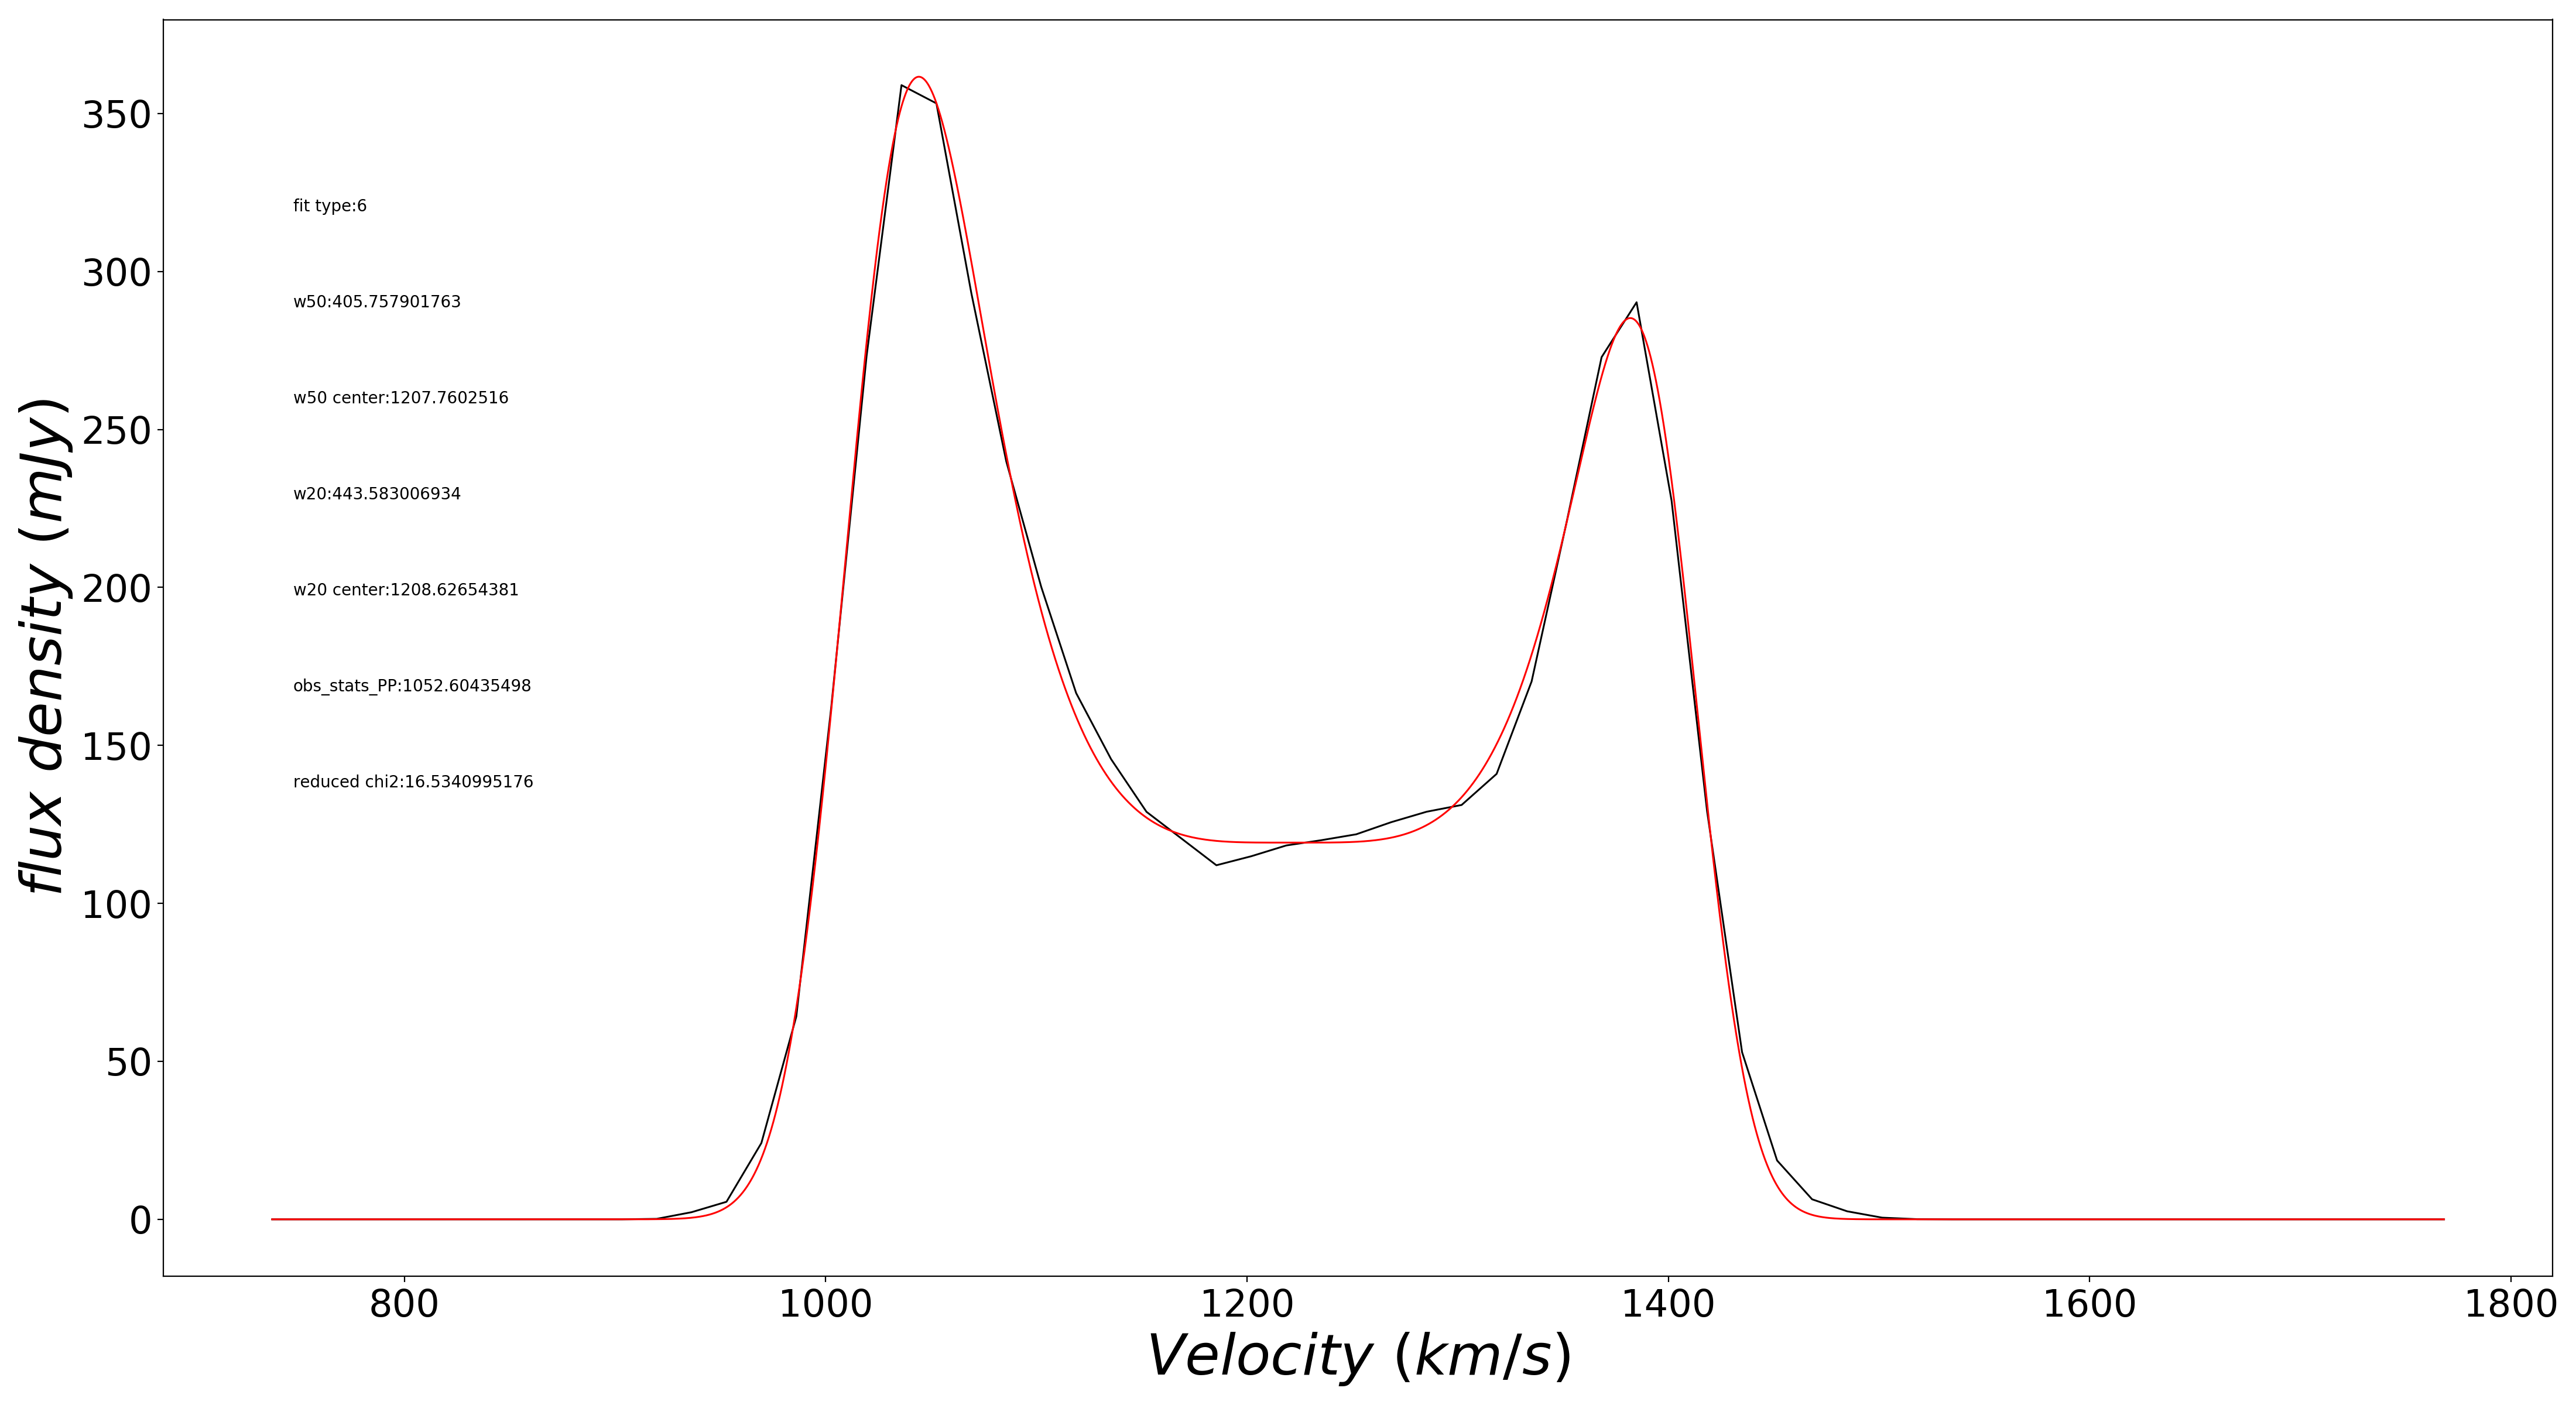 350
300
250
200
150
100
50
0
flux density (mJy)
fit type:6
w50:405.757901763
w50 center:1207.7602516
w20:443.583006934
w20 center:1208.62654381
obs_stats_PP:1052.60435498
reduced chi2:16.5340995176
800 1000 1200 1400 1600 1800
Velocity (km/s)